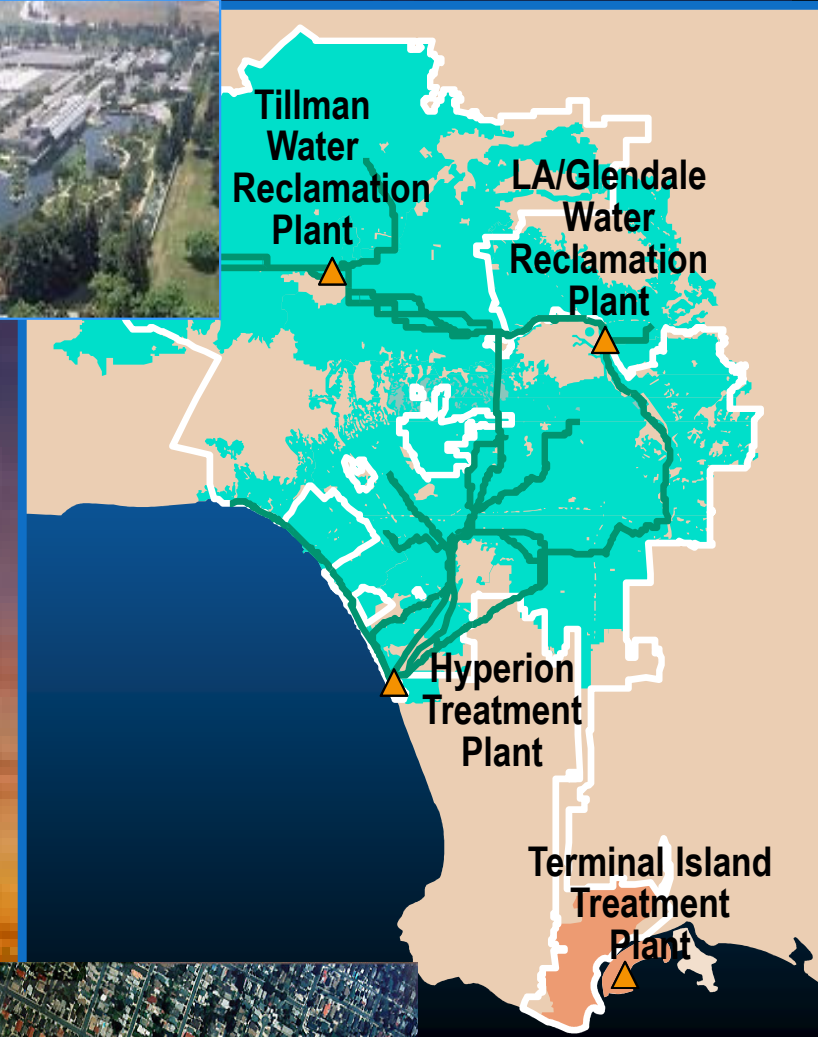 Tillman
Water
Reclamation
Plant
LA/Glendale
Water
Reclamation
Plant
Hyperion
Treatment
Plant
Terminal Island
Treatment
Plant